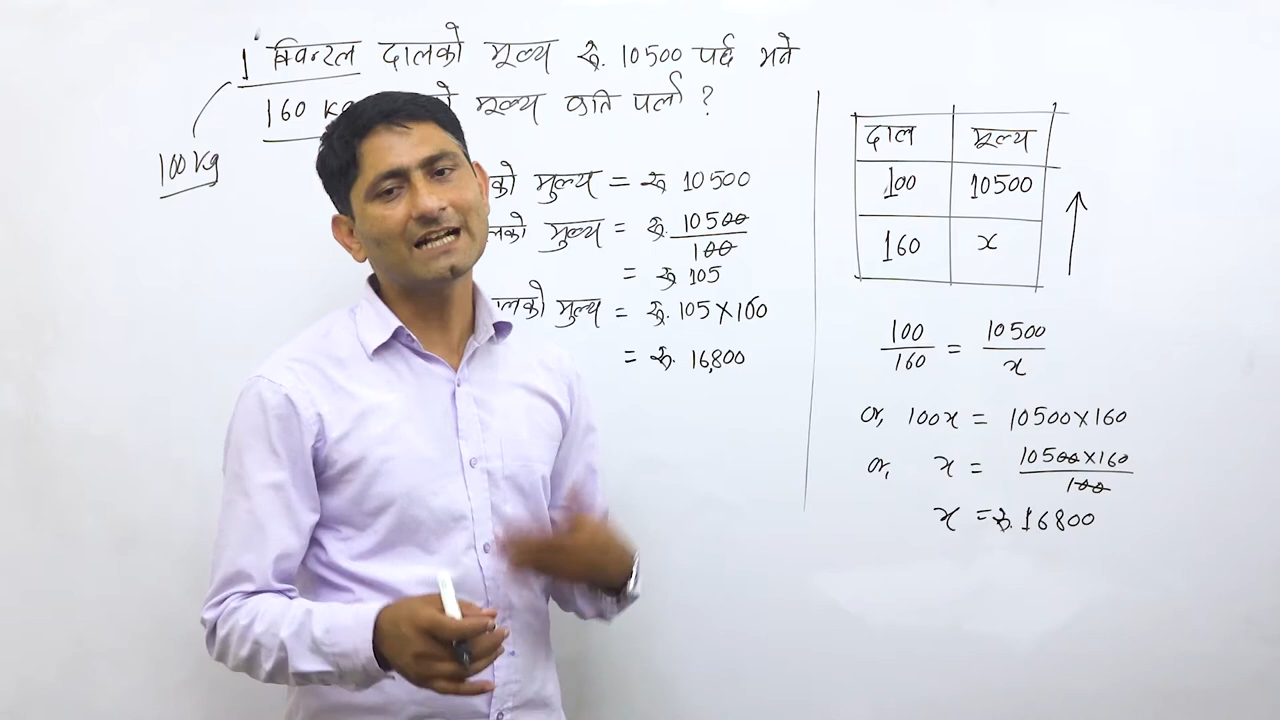 1 क्विन्टल दालको मूल्य रु. 10500 पर्छ भने
160 Kg मूल्य कति पर्ला ?
100 Kg
को मुल्य = रु 10500
लको मुल्य = रु. 10500/100
= रु 105
ालको मुल्य = रु. 105×160
= रु. 16,800
दाल मूल्य
100 10500
160 x
100/160 = 10500/x
or, 100x = 10500×160
or, x = 10500×160/100
x = रु. 16800